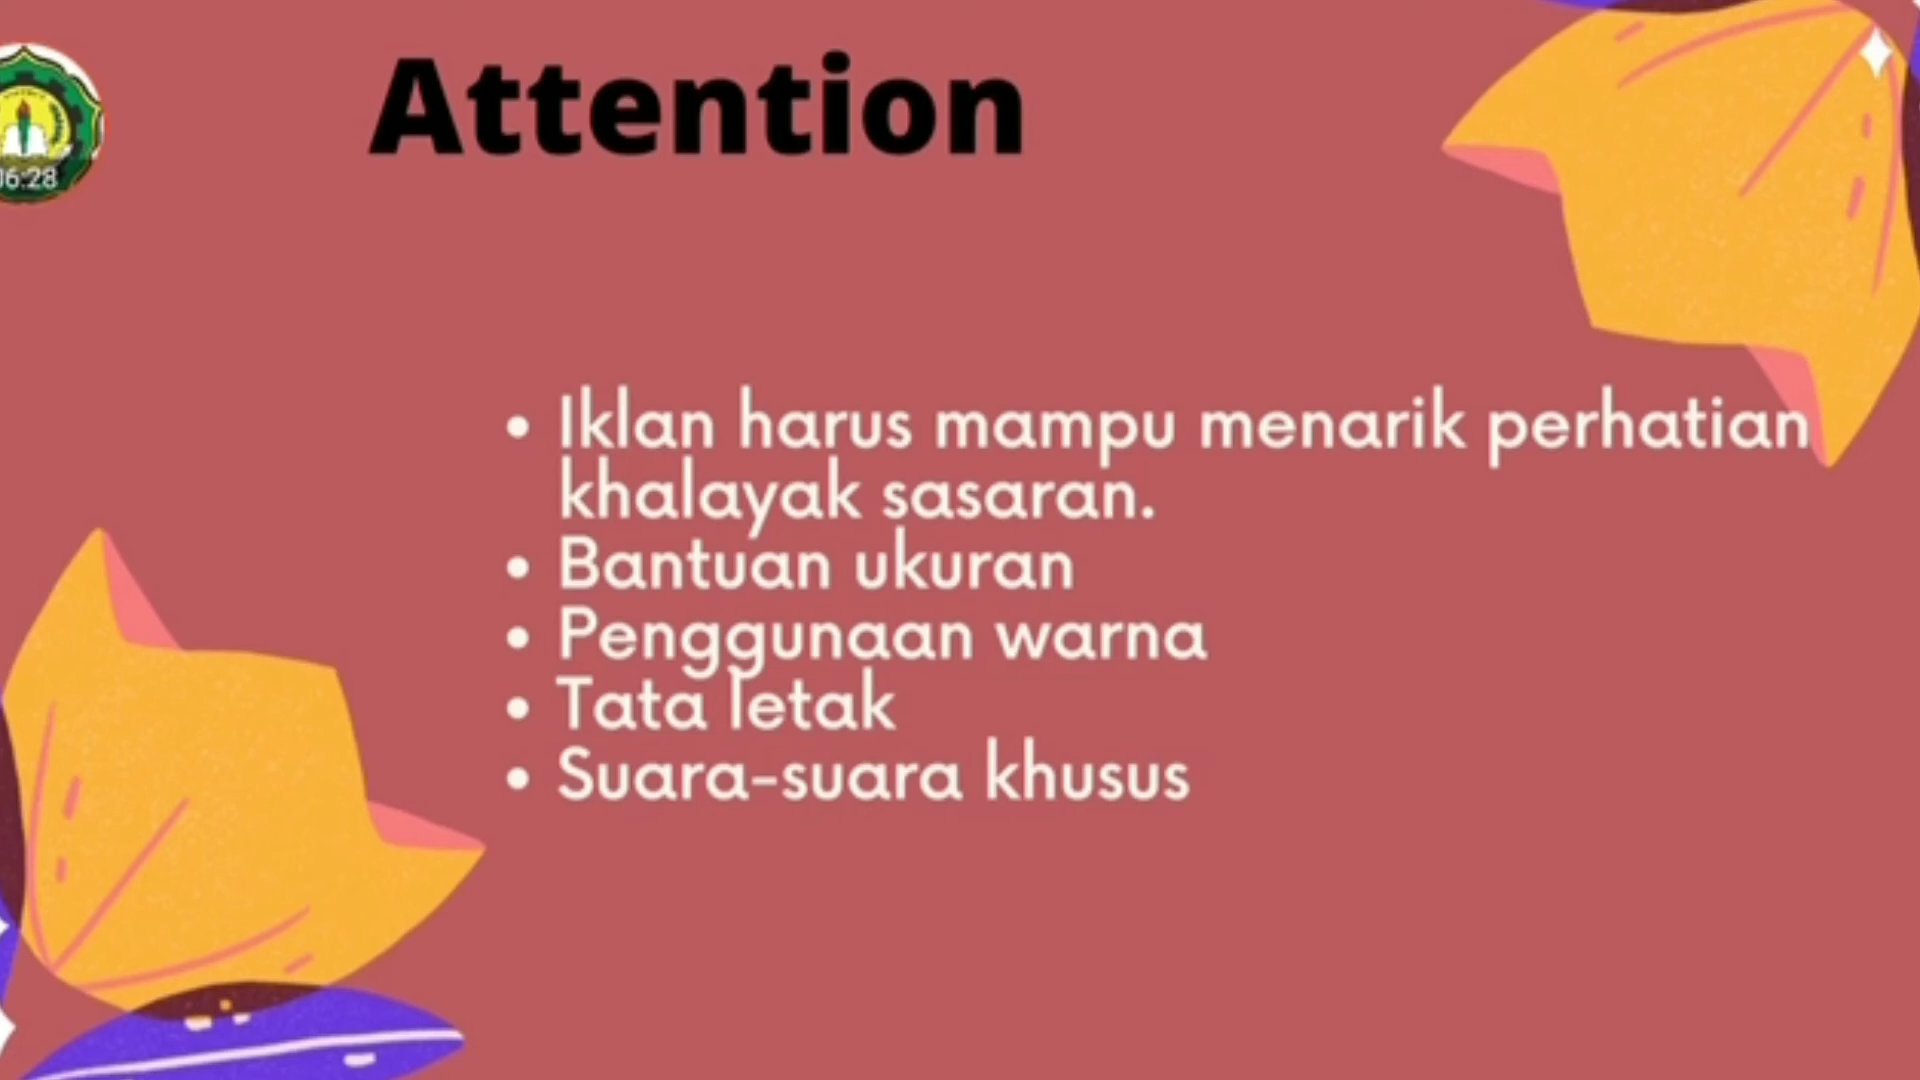 Attention
• Iklan harus mampu menarik perhatian
khalayak sasaran.
• Bantuan ukuran
• Penggunaan warna
• Tata letak
• Suara-suara khusus